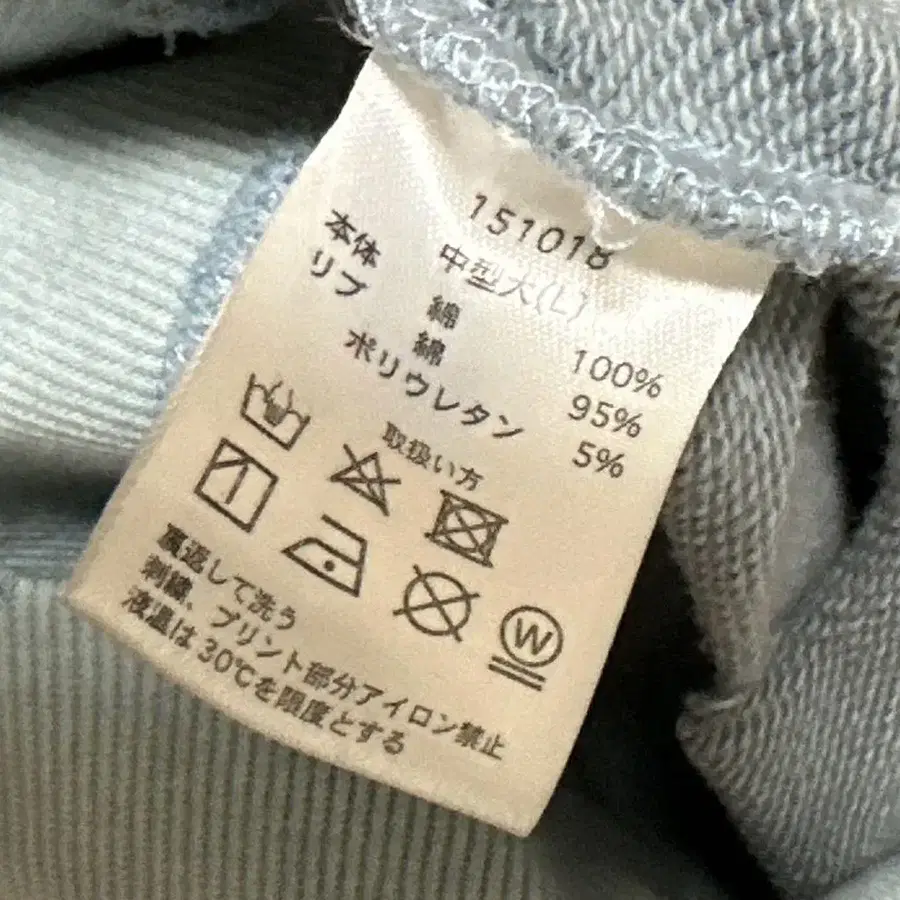 151018
中型大(L)
本体 綿 100%
リブ 綿 95%
ポリウレタン 5%
取扱い方
W
裏返して洗う
刺繍、プリント部分アイロン禁止
液温は30℃を限度とする